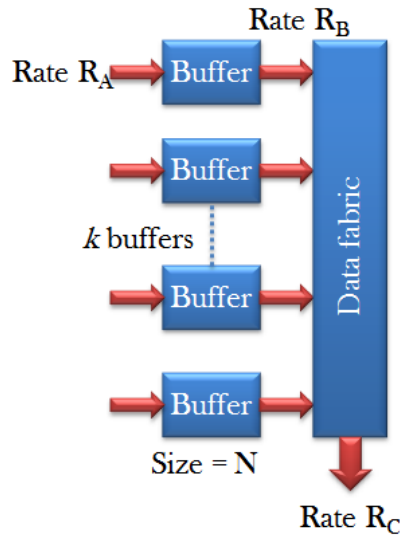 Rate R_B
Rate R_A
Buffer
Buffer
k buffers
Buffer
Data fabric
Buffer
Size = N
Rate R_C